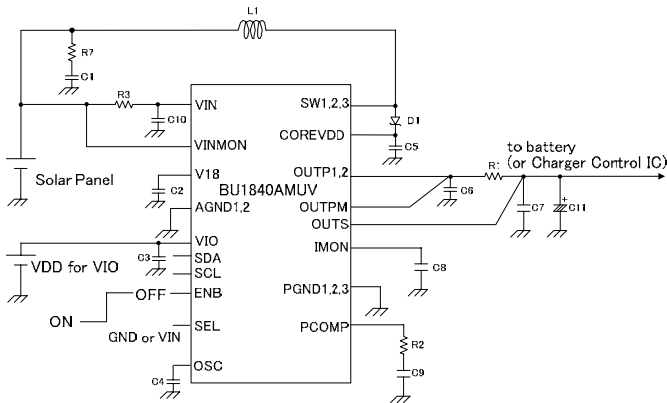 L1
R7
C1
R3
C10
VIN
VINMON
V18
C2
AGND1,2
Solar Panel
VIO
C3
SDA
SCL
VDD for VIO
OFF
ENB
ON
SEL
GND or VIN
OSC
C4
BU1840AMUV
SW1,2,3
D1
COREVDD
C5
OUTP1,2
OUTPM
OUTS
C6
to battery
(or Charger Control IC)
C7
+
C11
IMON
C8
PGND1,2,3
PCOMP
R2
C9